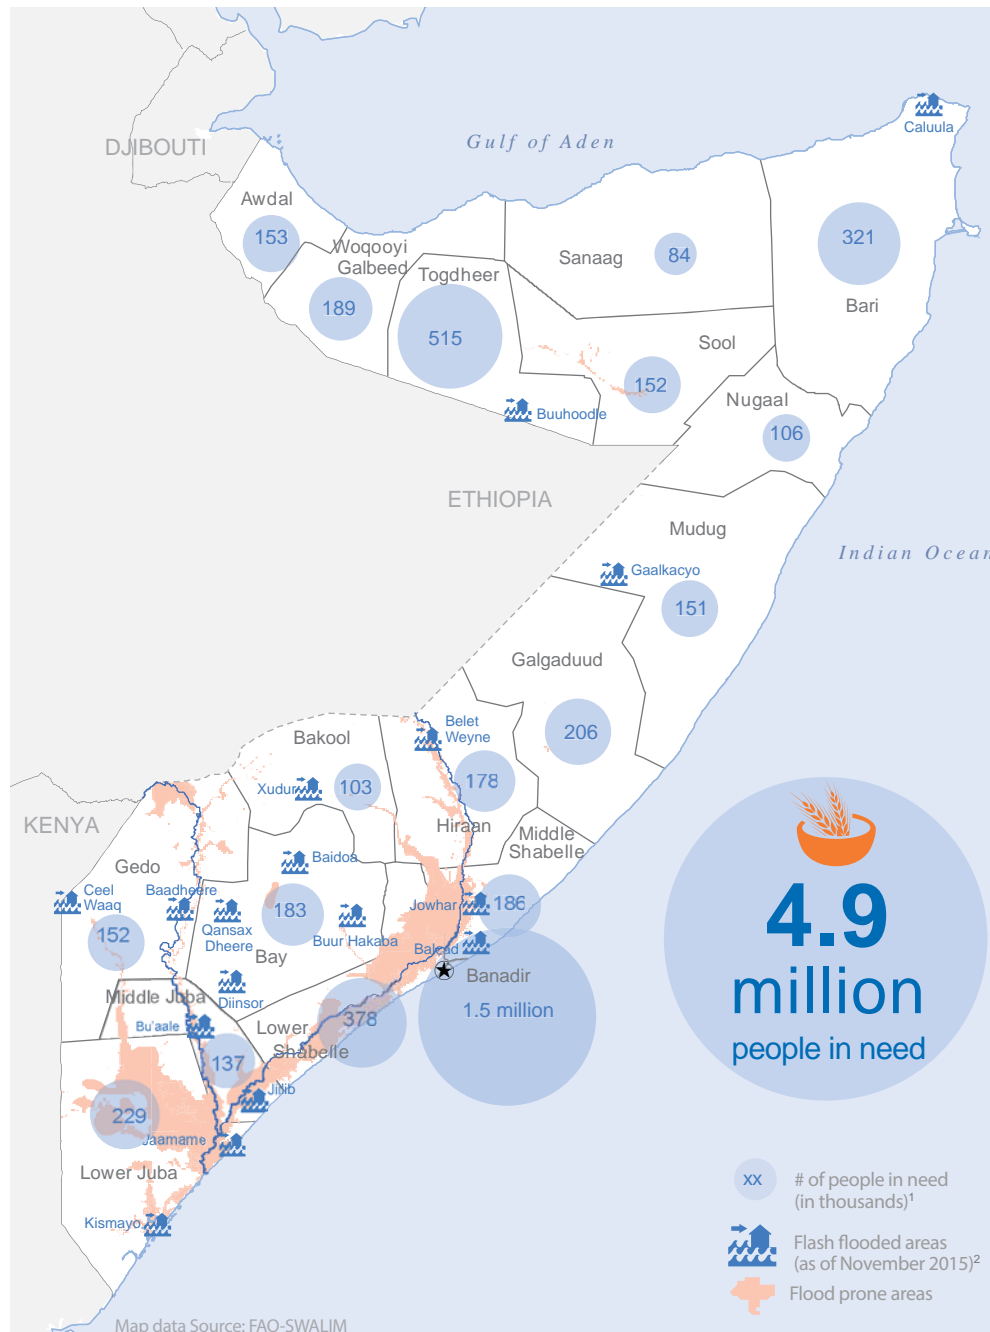 Caluula
DJIBOUTI
Gulf of Aden
Awdal
153
Woqooyi
Galbeed
189
Togdheer
515
Sanaag
84
321
Bari
Sool
152
Nugaal
106
Buuhoodle
ETHIOPIA
Mudug
Indian Ocean
Gaalkacyo
151
Galgaduud
206
Belet
Weyne
Bakool
Xudur
103
178
Hiraan
Middle
Shabelle
KENYA
Gedo
Baidoa
Ceel
Waaq
Baadheere
152
Qansax
Dheere
183
Buur Hakaba
Bay
Jowhar
186
Balcad
Banadir
1.5 million
Diinsor
Middle Juba
Bu'aale
Lower
Shabelle
378
137
Jilib
229
Jaamame
Lower Juba
Kismayo
4.9
million
people in need
xx
# of people in need
(in thousands)¹
Flash flooded areas
(as of November 2015)²
Flood prone areas
Map data Source: FAO-SWALIM